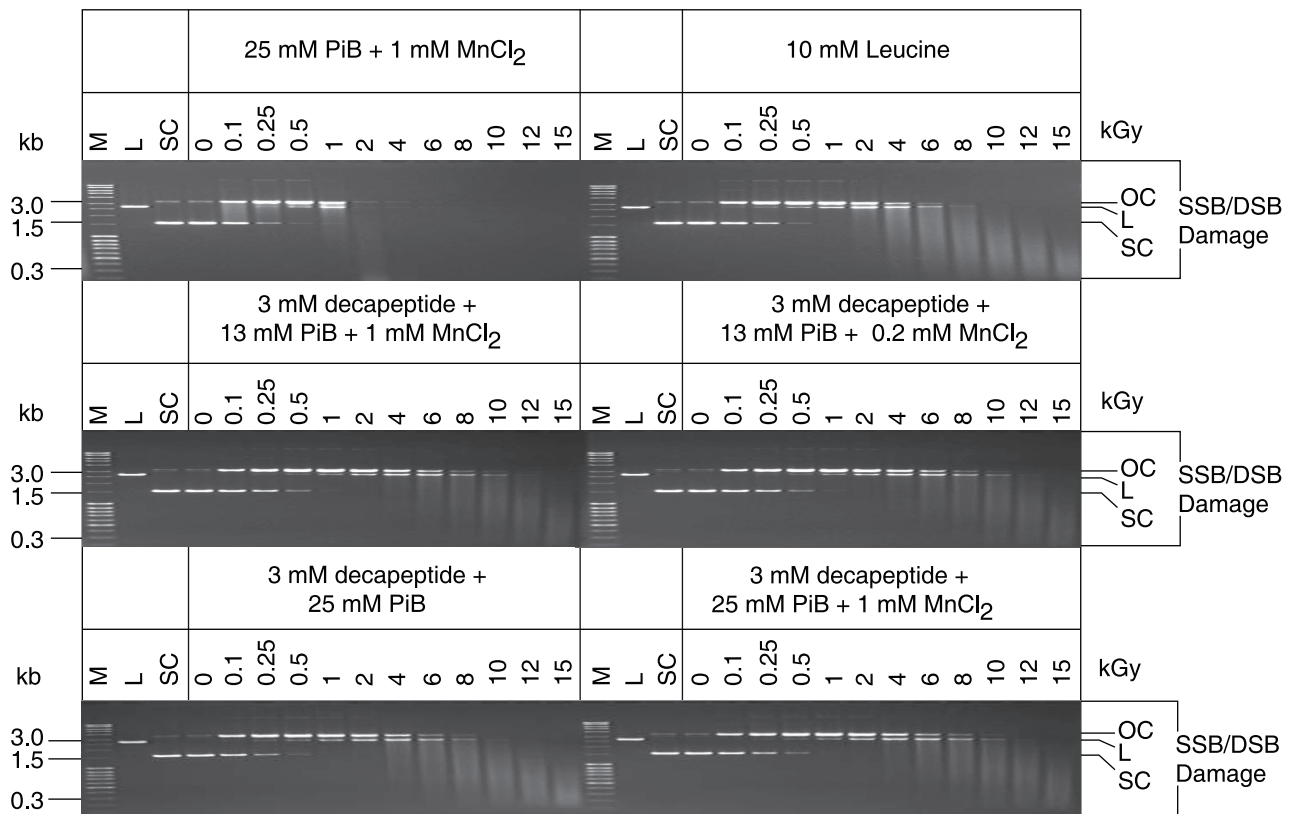 25 mM PiB + 1 mM MnCl2
10 mM Leucine
kb
M L SC 0 0.1 0.25 0.5 1 2 4 6 8 10 12 15
M L SC 0 0.1 0.25 0.5 1 2 4 6 8 10 12 15
kGy
3.0
1.5
0.3
OC
L
SC
SSB/DSB
Damage
3 mM decapeptide +
13 mM PiB + 1 mM MnCl2
3 mM decapeptide +
13 mM PiB + 0.2 mM MnCl2
kb
M L SC 0 0.1 0.25 0.5 1 2 4 6 8 10 12 15
M L SC 0 0.1 0.25 0.5 1 2 4 6 8 10 12 15
kGy
3.0
1.5
0.3
OC
L
SC
SSB/DSB
Damage
3 mM decapeptide +
25 mM PiB
3 mM decapeptide +
25 mM PiB + 1 mM MnCl2
kb
M L SC 0 0.1 0.25 0.5 1 2 4 6 8 10 12 15
M L SC 0 0.1 0.25 0.5 1 2 4 6 8 10 12 15
kGy
3.0
1.5
0.3
OC
L
SC
SSB/DSB
Damage